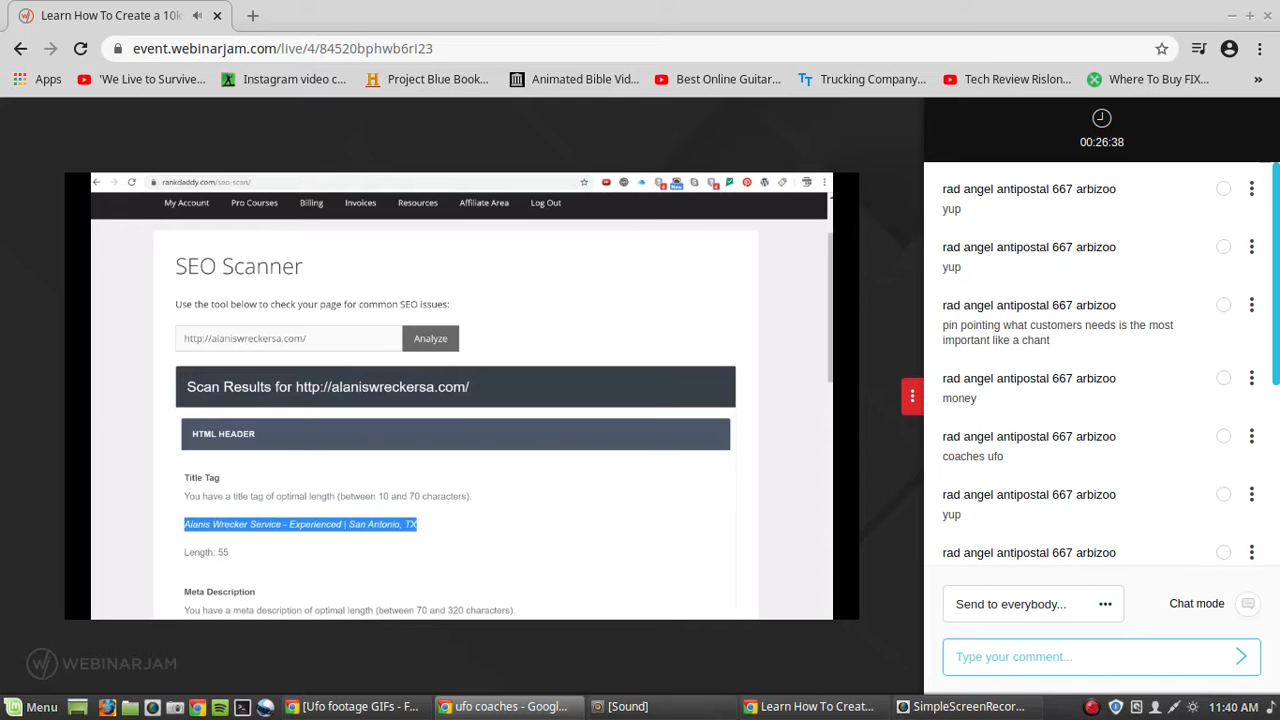 Learn How To Create a 10k
event.webinarjam.com/live/4/84520bphwb6ri23
Apps 'We Live to Survive... Instagram video c... Project Blue Book... Animated Bible Vid... Best Online Guitar... Trucking Company... Tech Review Rislon... Where To Buy FIX... »
rankdaddy.com/seo-scan/
My Account Pro Courses Billing Invoices Resources Affiliate Area Log Out
SEO Scanner
Use the tool below to check your page for common SEO issues:
http://alaniswreckersa.com/ Analyze
Scan Results for http://alaniswreckersa.com/
HTML HEADER
Title Tag
You have a title tag of optimal length (between 10 and 70 characters).
Alanis Wrecker Service - Experienced | San Antonio, TX
Length: 55
Meta Description
You have a meta description of optimal length (between 70 and 320 characters).
WEBINARJAM
00:26:38
rad angel antipostal 667 arbizoo
yup
rad angel antipostal 667 arbizoo
yup
rad angel antipostal 667 arbizoo
pin pointing what customers needs is the most
important like a chant
rad angel antipostal 667 arbizoo
money
rad angel antipostal 667 arbizoo
coaches ufo
rad angel antipostal 667 arbizoo
yup
rad angel antipostal 667 arbizoo
Send to everybody... Chat mode
Type your comment...
Menu [Ufo footage GIFs - F... ufo coaches - Googl... [Sound] Learn How To Create... SimpleScreenRecor... 11:40 AM